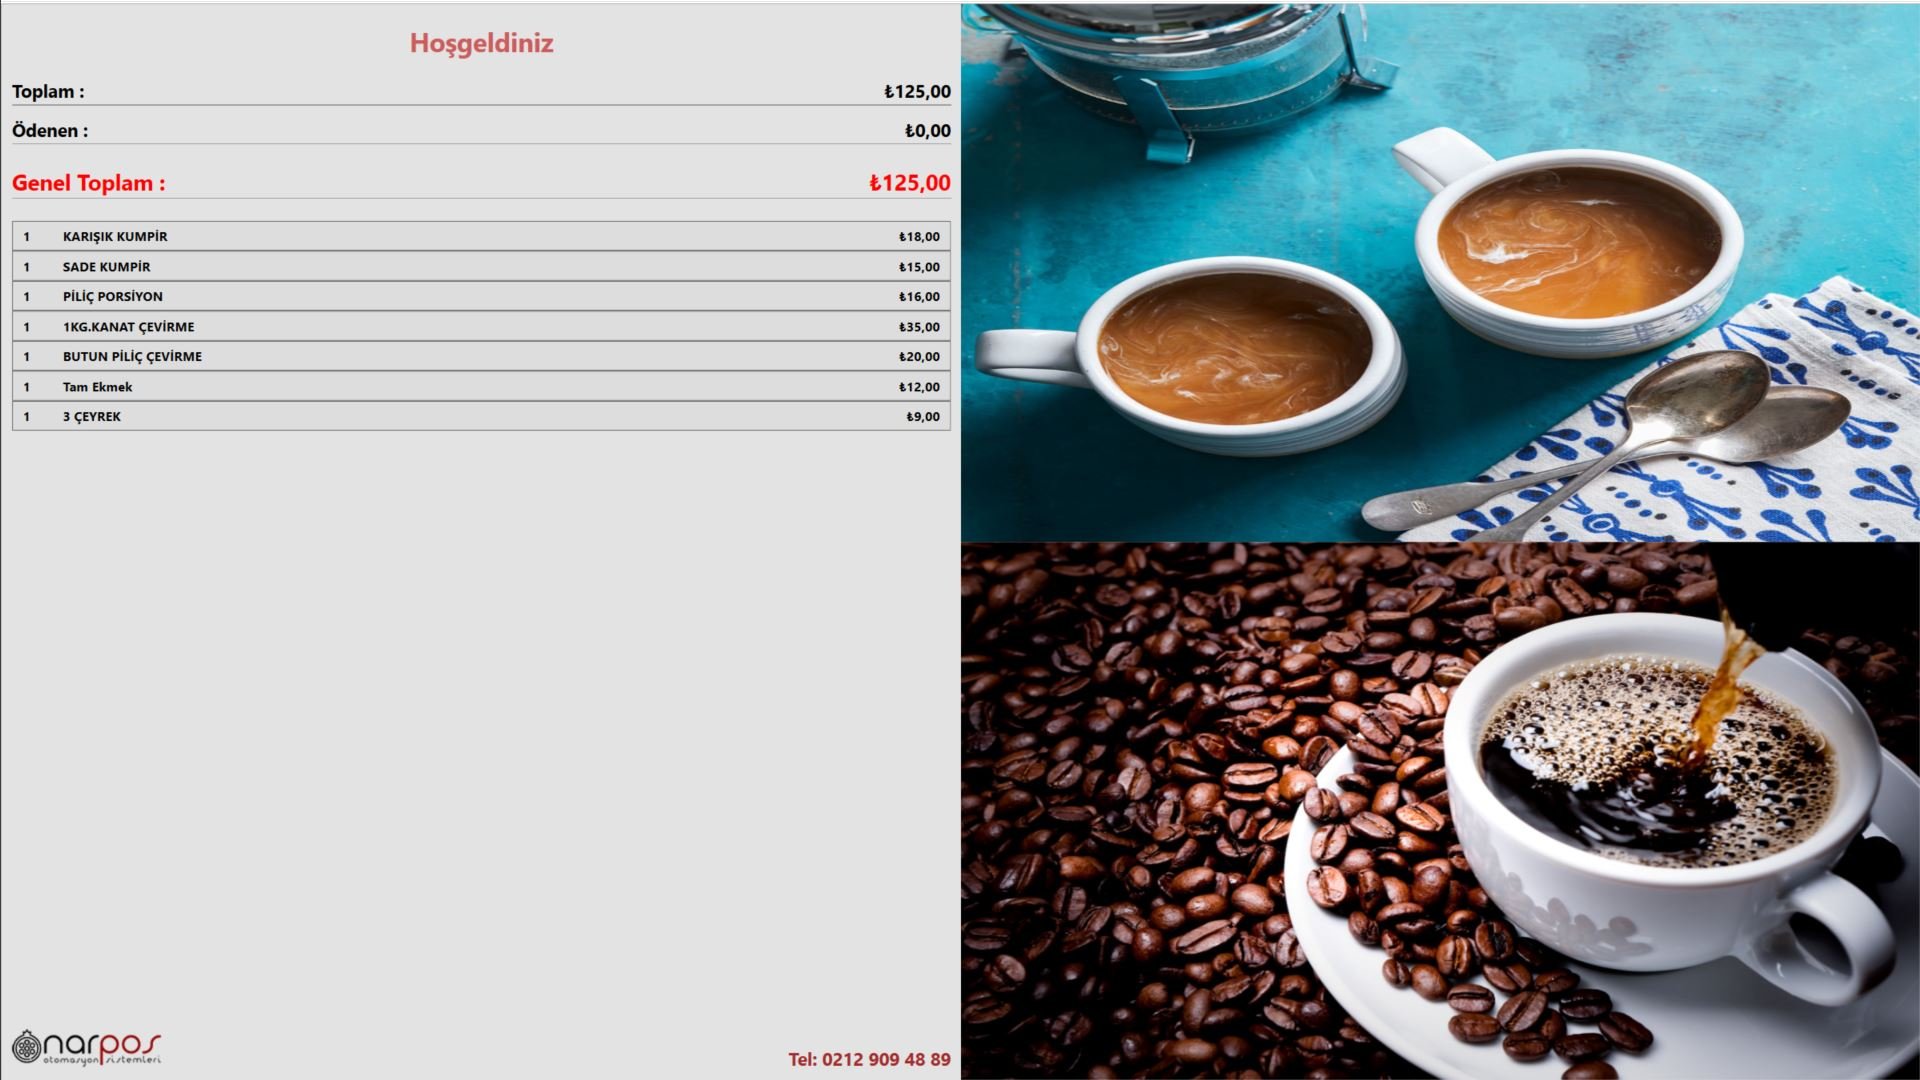 Hoşgeldiniz
Toplam : ₺125,00
Ödenen : ₺0,00
Genel Toplam : ₺125,00
1 KARIŞIK KUMPİR ₺18,00
1 SADE KUMPİR ₺15,00
1 PİLİÇ PORSİYON ₺16,00
1 1KG.KANAT ÇEVİRME ₺35,00
1 BUTUN PİLİÇ ÇEVİRME ₺20,00
1 Tam Ekmek ₺12,00
1 3 ÇEYREK ₺9,00
narpos
otomasyon sistemleri
Tel: 0212 909 48 89